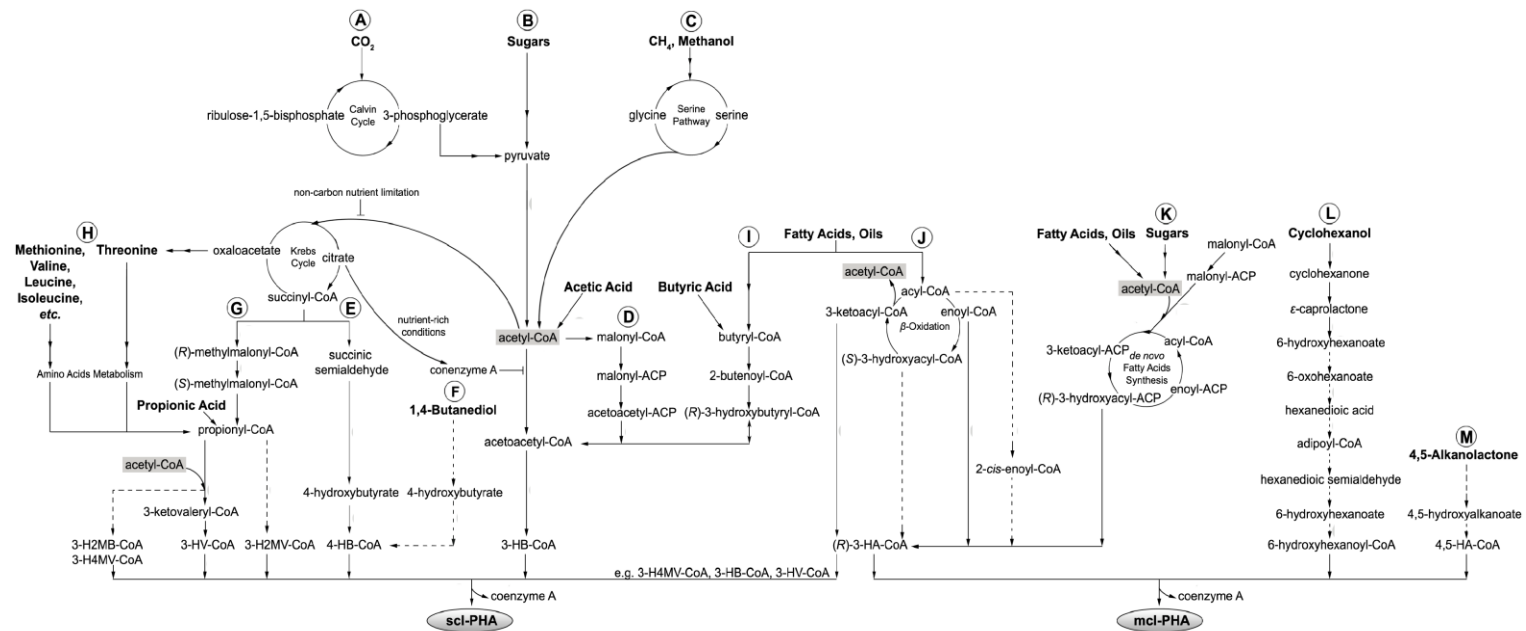 A
CO2
B
Sugars
C
CH4, Methanol
ribulose-1,5-bisphosphate
Calvin
Cycle
3-phosphoglycerate
glycine
Serine
Pathway
serine
pyruvate
non-carbon nutrient limitation
H
Methionine,
Valine,
Leucine,
Isoleucine,
etc.
Threonine
oxaloacetate
Krebs
Cycle
citrate
succinyl-CoA
G
E
(R)-methylmalonyl-CoA
(S)-methylmalonyl-CoA
succinic
semialdehyde
nutrient-rich
conditions
coenzyme A
Amino Acids Metabolism
Propionic Acid
propionyl-CoA
acetyl-CoA
3-ketovaleryl-CoA
F
1,4-Butanediol
4-hydroxybutyrate
4-hydroxybutyrate
Acetic Acid
acetyl-CoA
D
malonyl-CoA
malonyl-ACP
acetoacetyl-ACP
acetoacetyl-CoA
I
Fatty Acids, Oils
J
Butyric Acid
butyryl-CoA
2-butenoyl-CoA
(R)-3-hydroxybutyryl-CoA
acetyl-CoA
acyl-CoA
3-ketoacyl-CoA
enoyl-CoA
β-Oxidation
(S)-3-hydroxyacyl-CoA
2-cis-enoyl-CoA
K
Fatty Acids, Oils
Sugars
malonyl-CoA
malonyl-ACP
acetyl-CoA
3-ketoacyl-ACP
acyl-CoA
de novo
Fatty Acids
Synthesis
enoyl-ACP
(R)-3-hydroxyacyl-ACP
L
Cyclohexanol
cyclohexanone
ε-caprolactone
6-hydroxyhexanoate
6-oxohexanoate
hexanedioic acid
adipoyl-CoA
hexanedioic semialdehyde
6-hydroxyhexanoate
6-hydroxyhexanoyl-CoA
M
4,5-Alkanolactone
4,5-hydroxyalkanoate
4,5-HA-CoA
3-H2MB-CoA
3-H4MV-CoA
3-HV-CoA
3-H2MV-CoA
4-HB-CoA
3-HB-CoA
(R)-3-HA-CoA
e.g. 3-H4MV-CoA, 3-HB-CoA, 3-HV-CoA
coenzyme A
scl-PHA
coenzyme A
mcl-PHA